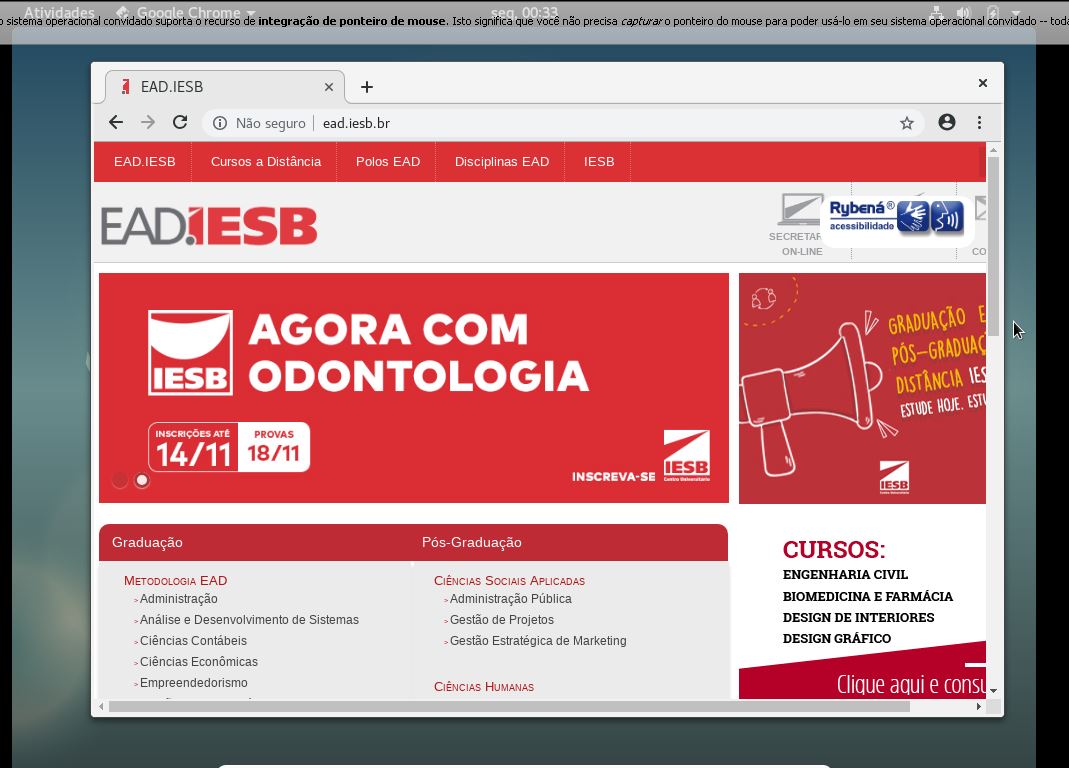 Atividades Google Chrome seg, 00:33
o sistema operacional convidado suporta o recurso de integração de ponteiro de mouse. Isto significa que você não precisa capturar o ponteiro do mouse para poder usá-lo em seu sistema operacional convidado --
EAD.IESB
Não seguro ead.iesb.br
EAD.IESB Cursos a Distância Polos EAD Disciplinas EAD IESB
EAD.IESB
Rybená®
acessibilidade
ON-LINE
AGORA COM
ODONTOLOGIA
IESB
INSCRIÇÕES ATÉ
14/11
PROVAS
18/11
INSCREVA-SE
IESB
Centro Universitário
GRADUAÇÃO E
PÓS-GRADUAÇ
DISTÂNCIA IES
ESTUDE HOJE. EST
IESB
Graduação Pós-Graduação
Metodologia EAD
> Administração
> Análise e Desenvolvimento de Sistemas
> Ciências Contábeis
> Ciências Econômicas
> Empreendedorismo
Ciências Sociais Aplicadas
> Administração Pública
> Gestão de Projetos
> Gestão Estratégica de Marketing
Ciências Humanas
CURSOS:
ENGENHARIA CIVIL
BIOMEDICINA E FARMÁCIA
DESIGN DE INTERIORES
DESIGN GRÁFICO
Clique aqui e consu